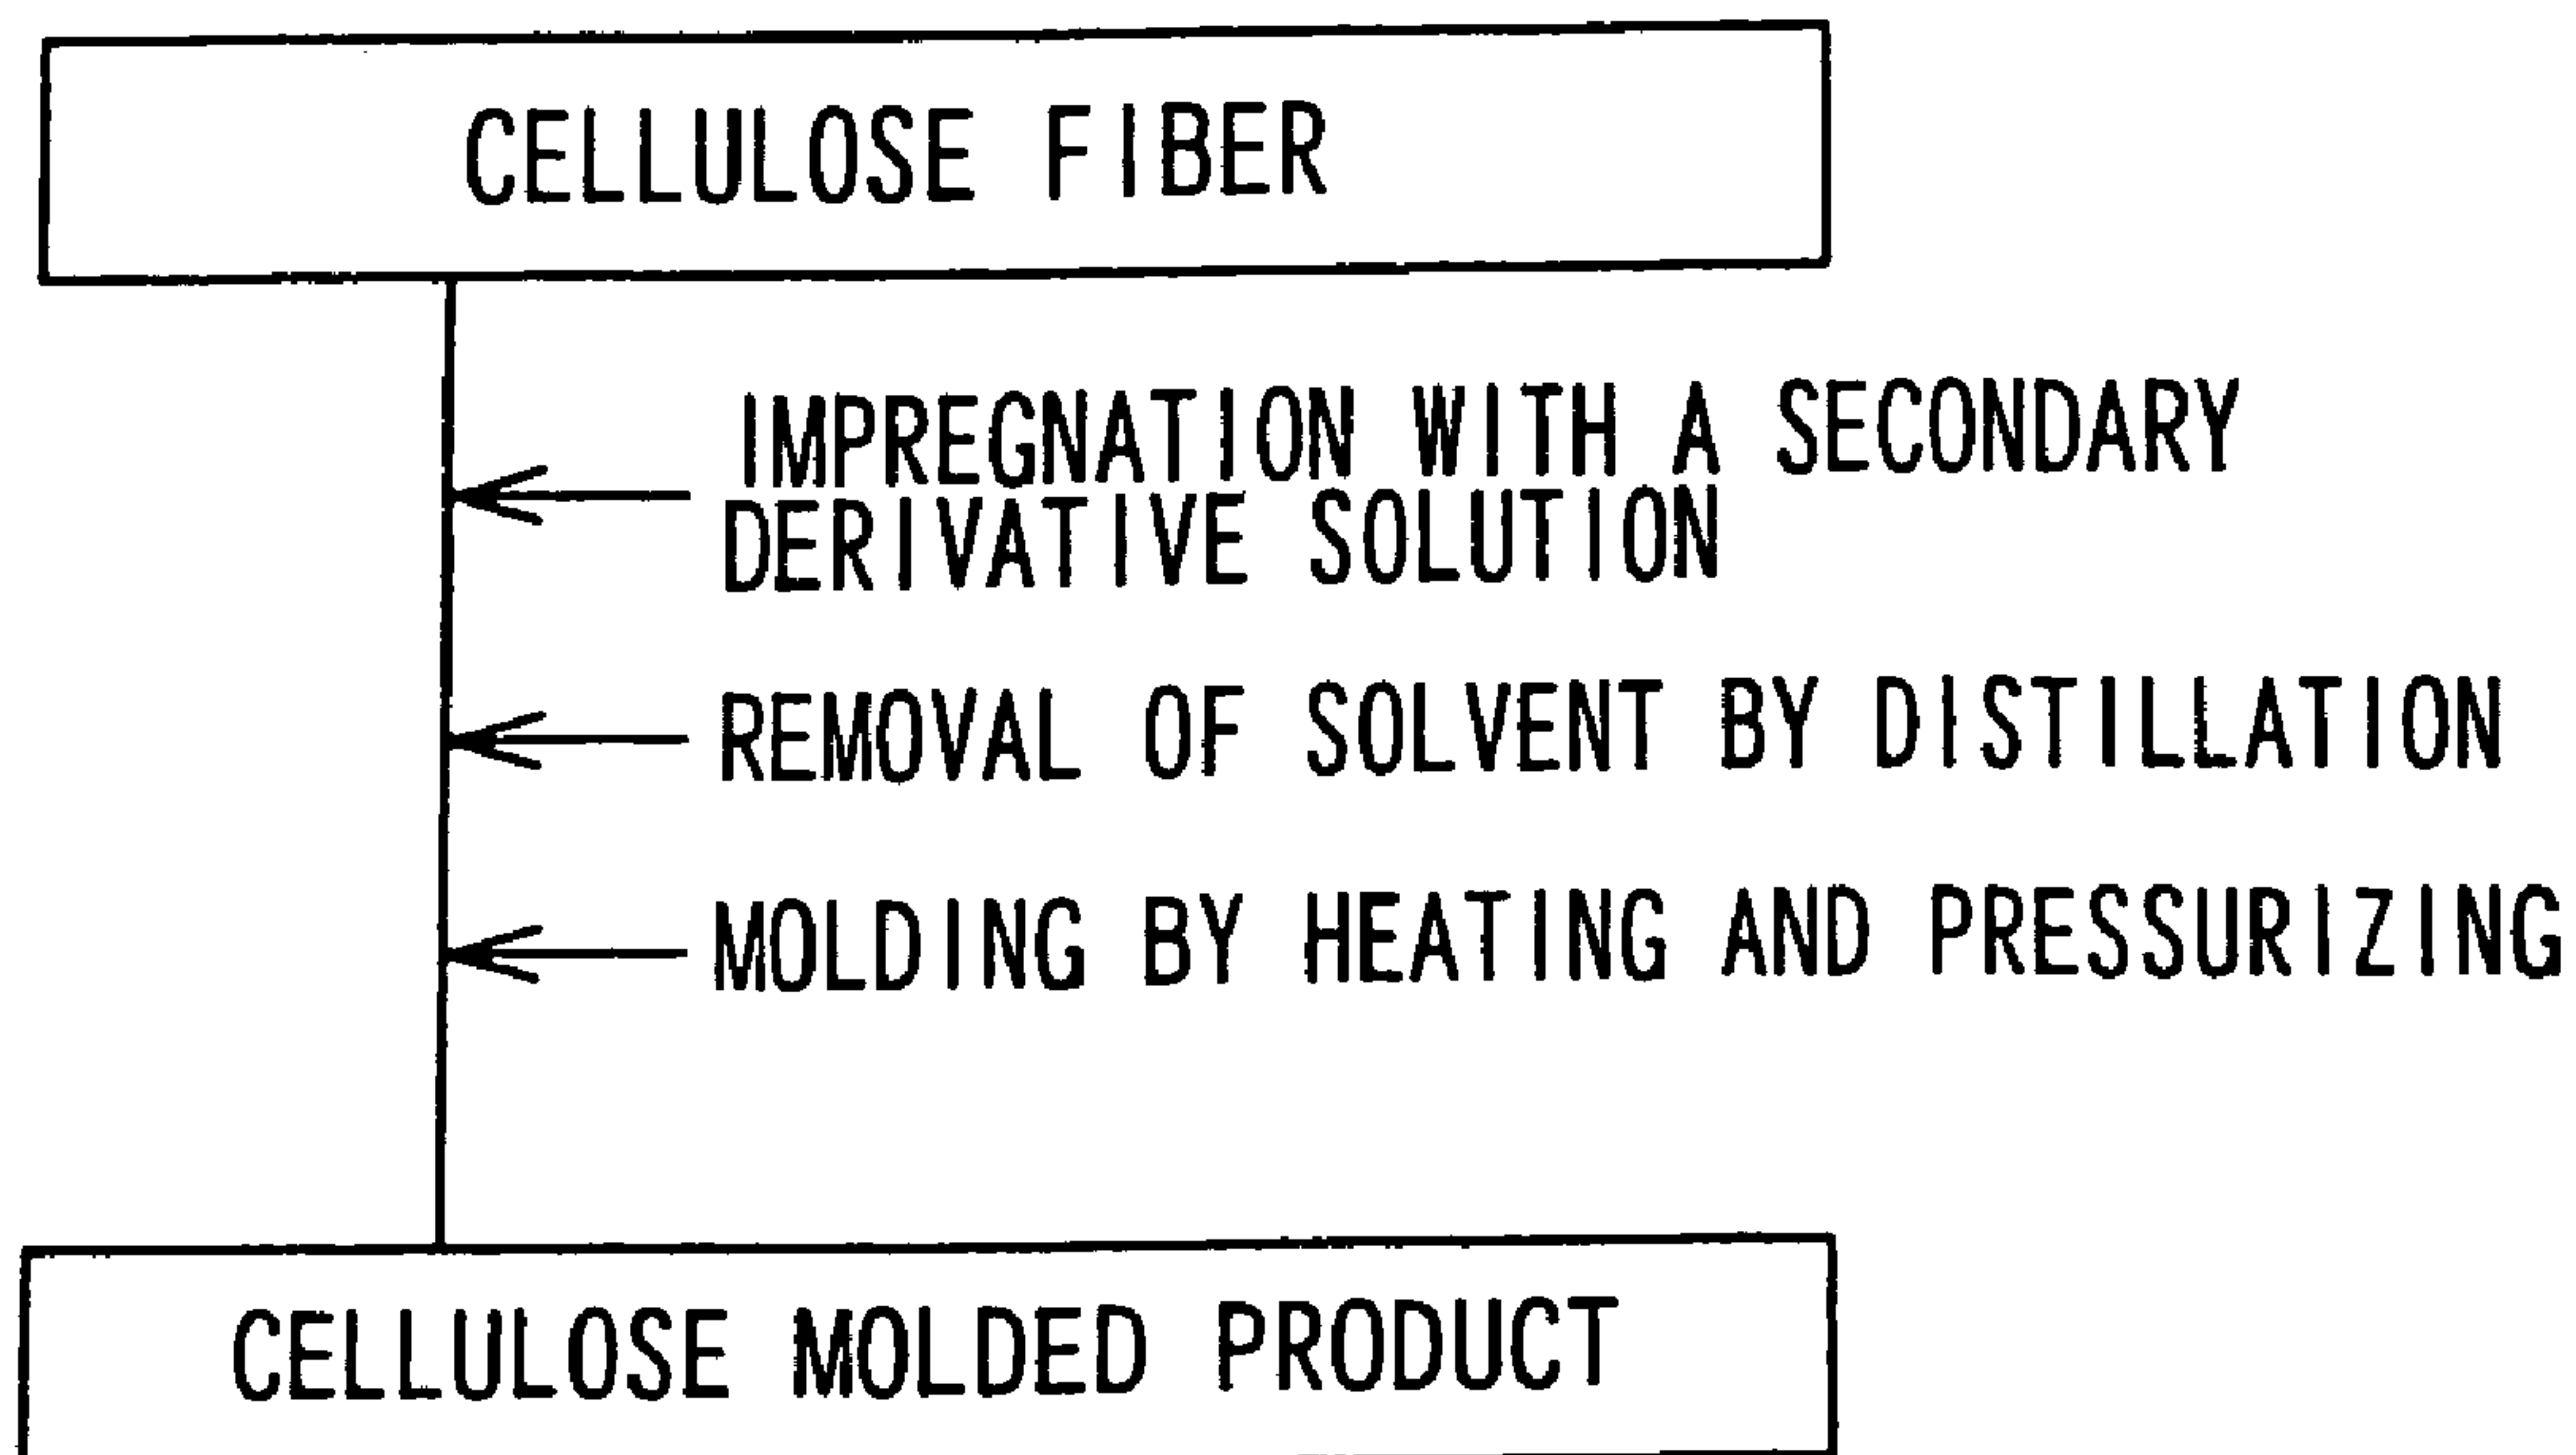 CELLULOSE FIBER
IMPREGNATION WITH A SECONDARY
DERIVATIVE SOLUTION
REMOVAL OF SOLVENT BY DISTILLATION
MOLDING BY HEATING AND PRESSURIZING
CELLULOSE MOLDED PRODUCT